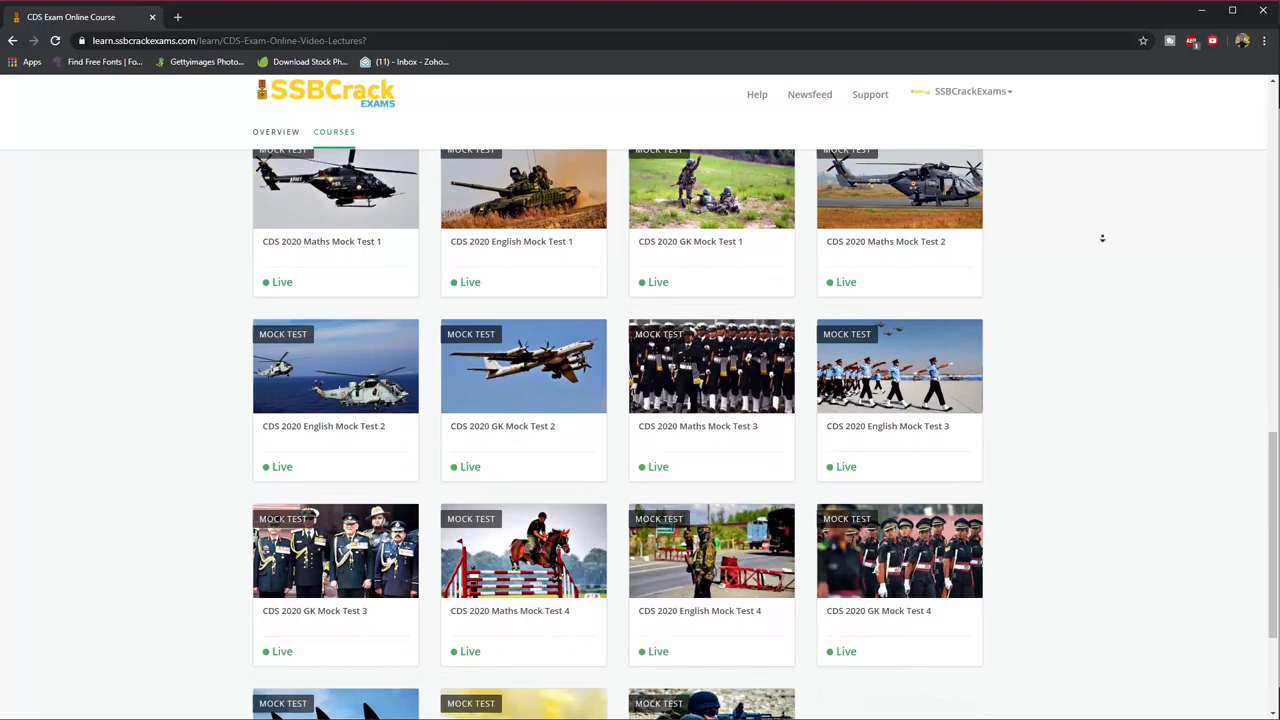 CDS Exam Online Course
learn.ssbcrackexams.com/learn/CDS-Exam-Online-Video-Lectures?
Apps
Find Free Fonts | Fo...
Gettyimages Photo...
Download Stock Ph...
(11) - Inbox - Zoho...
SSBCrack
EXAMS
Help
Newsfeed
Support
SSBCrackExams
OVERVIEW
COURSES
MOCK TEST
MOCK TEST
MOCK TEST
MOCK TEST
CDS 2020 Maths Mock Test 1
CDS 2020 English Mock Test 1
CDS 2020 GK Mock Test 1
CDS 2020 Maths Mock Test 2
Live
Live
Live
Live
MOCK TEST
MOCK TEST
MOCK TEST
MOCK TEST
CDS 2020 English Mock Test 2
CDS 2020 GK Mock Test 2
CDS 2020 Maths Mock Test 3
CDS 2020 English Mock Test 3
Live
Live
Live
Live
MOCK TEST
MOCK TEST
MOCK TEST
MOCK TEST
CDS 2020 GK Mock Test 3
CDS 2020 Maths Mock Test 4
CDS 2020 English Mock Test 4
CDS 2020 GK Mock Test 4
Live
Live
Live
Live
MOCK TEST
MOCK TEST
MOCK TEST